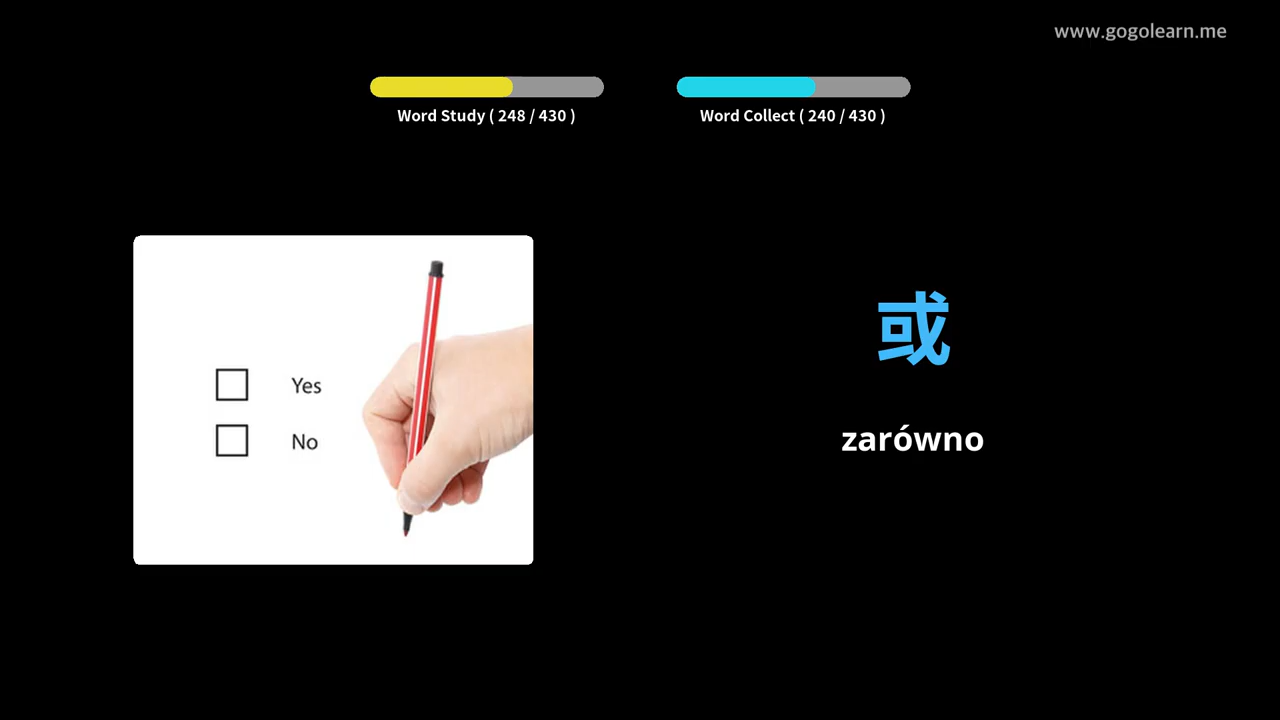 www.gogolearn.me
Word Study ( 248 / 430 )
Word Collect ( 240 / 430 )
Yes
No
或
zarówno